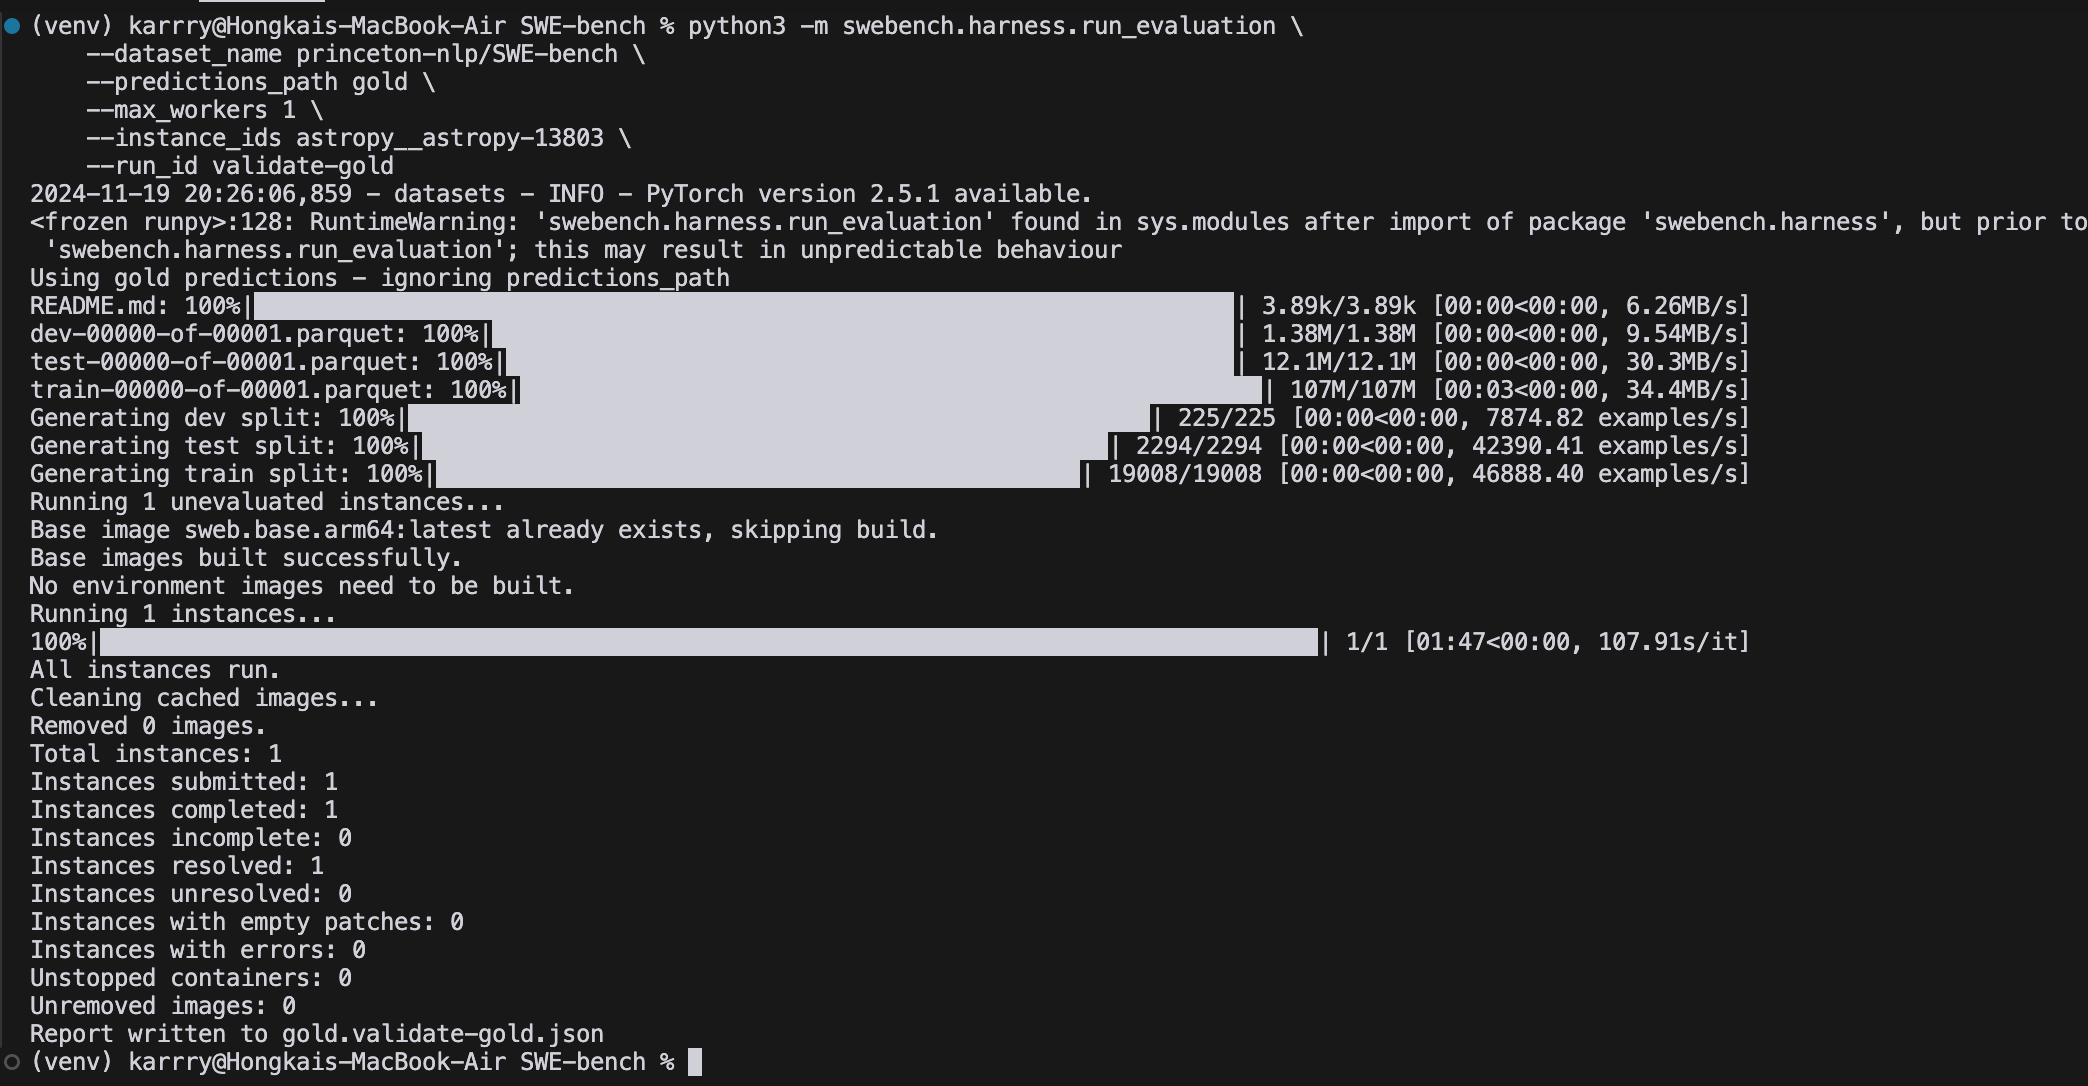 (venv) karrry@Hongkais-MacBook-Air SWE-bench % python3 -m swebench.harness.run_evaluation \
    --dataset_name princeton-nlp/SWE-bench \
    --predictions_path gold \
    --max_workers 1 \
    --instance_ids astropy__astropy-13803 \
    --run_id validate-gold
2024-11-19 20:26:06,859 - datasets - INFO - PyTorch version 2.5.1 available.
<frozen runpy>:128: RuntimeWarning: 'swebench.harness.run_evaluation' found in sys.modules after import of package 'swebench.harness', but prior to
 'swebench.harness.run_evaluation'; this may result in unpredictable behaviour
Using gold predictions - ignoring predictions_path
README.md: 100%| | 3.89k/3.89k [00:00<00:00, 6.26MB/s]
dev-00000-of-00001.parquet: 100%| | 1.38M/1.38M [00:00<00:00, 9.54MB/s]
test-00000-of-00001.parquet: 100%| | 12.1M/12.1M [00:00<00:00, 30.3MB/s]
train-00000-of-00001.parquet: 100%| | 107M/107M [00:03<00:00, 34.4MB/s]
Generating dev split: 100%| | 225/225 [00:00<00:00, 7874.82 examples/s]
Generating test split: 100%| | 2294/2294 [00:00<00:00, 42390.41 examples/s]
Generating train split: 100%| | 19008/19008 [00:00<00:00, 46888.40 examples/s]
Running 1 unevaluated instances...
Base image sweb.base.arm64:latest already exists, skipping build.
Base images built successfully.
No environment images need to be built.
Running 1 instances...
100%| | 1/1 [01:47<00:00, 107.91s/it]
All instances run.
Cleaning cached images...
Removed 0 images.
Total instances: 1
Instances submitted: 1
Instances completed: 1
Instances incomplete: 0
Instances resolved: 1
Instances unresolved: 0
Instances with empty patches: 0
Instances with errors: 0
Unstopped containers: 0
Unremoved images: 0
Report written to gold.validate-gold.json
(venv) karrry@Hongkais-MacBook-Air SWE-bench %